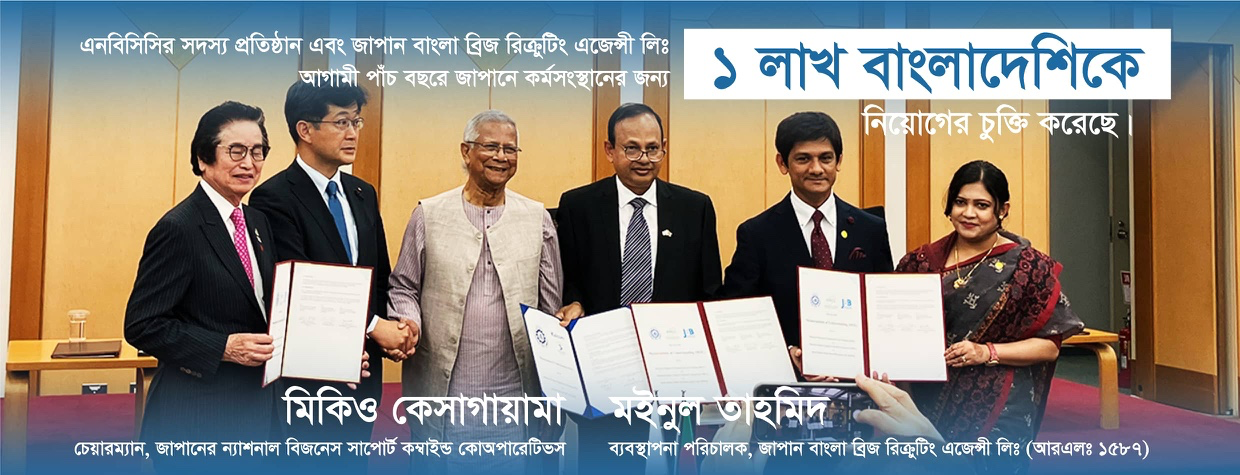 এনবিসিসির সদস্য প্রতিষ্ঠান এবং জাপান বাংলা ব্রিজ রিক্রুটিং এজেন্সী লিঃ
আগামী পাঁচ বছরে জাপানে কর্মসংস্থানের জন্য
১ লাখ বাংলাদেশিকে
নিয়োগের চুক্তি করেছে।
মিকিও কেসাগায়ামা
চেয়ারম্যান, জাপানের ন্যাশনাল বিজনেস সাপোর্ট কম্বাইন্ড কোঅপারেটিভস
মইনুল তাহমিদ
ব্যবস্থাপনা পরিচালক, জাপান বাংলা ব্রিজ রিক্রুটিং এজেন্সী লিঃ (আরএলঃ ১৫৮৭)